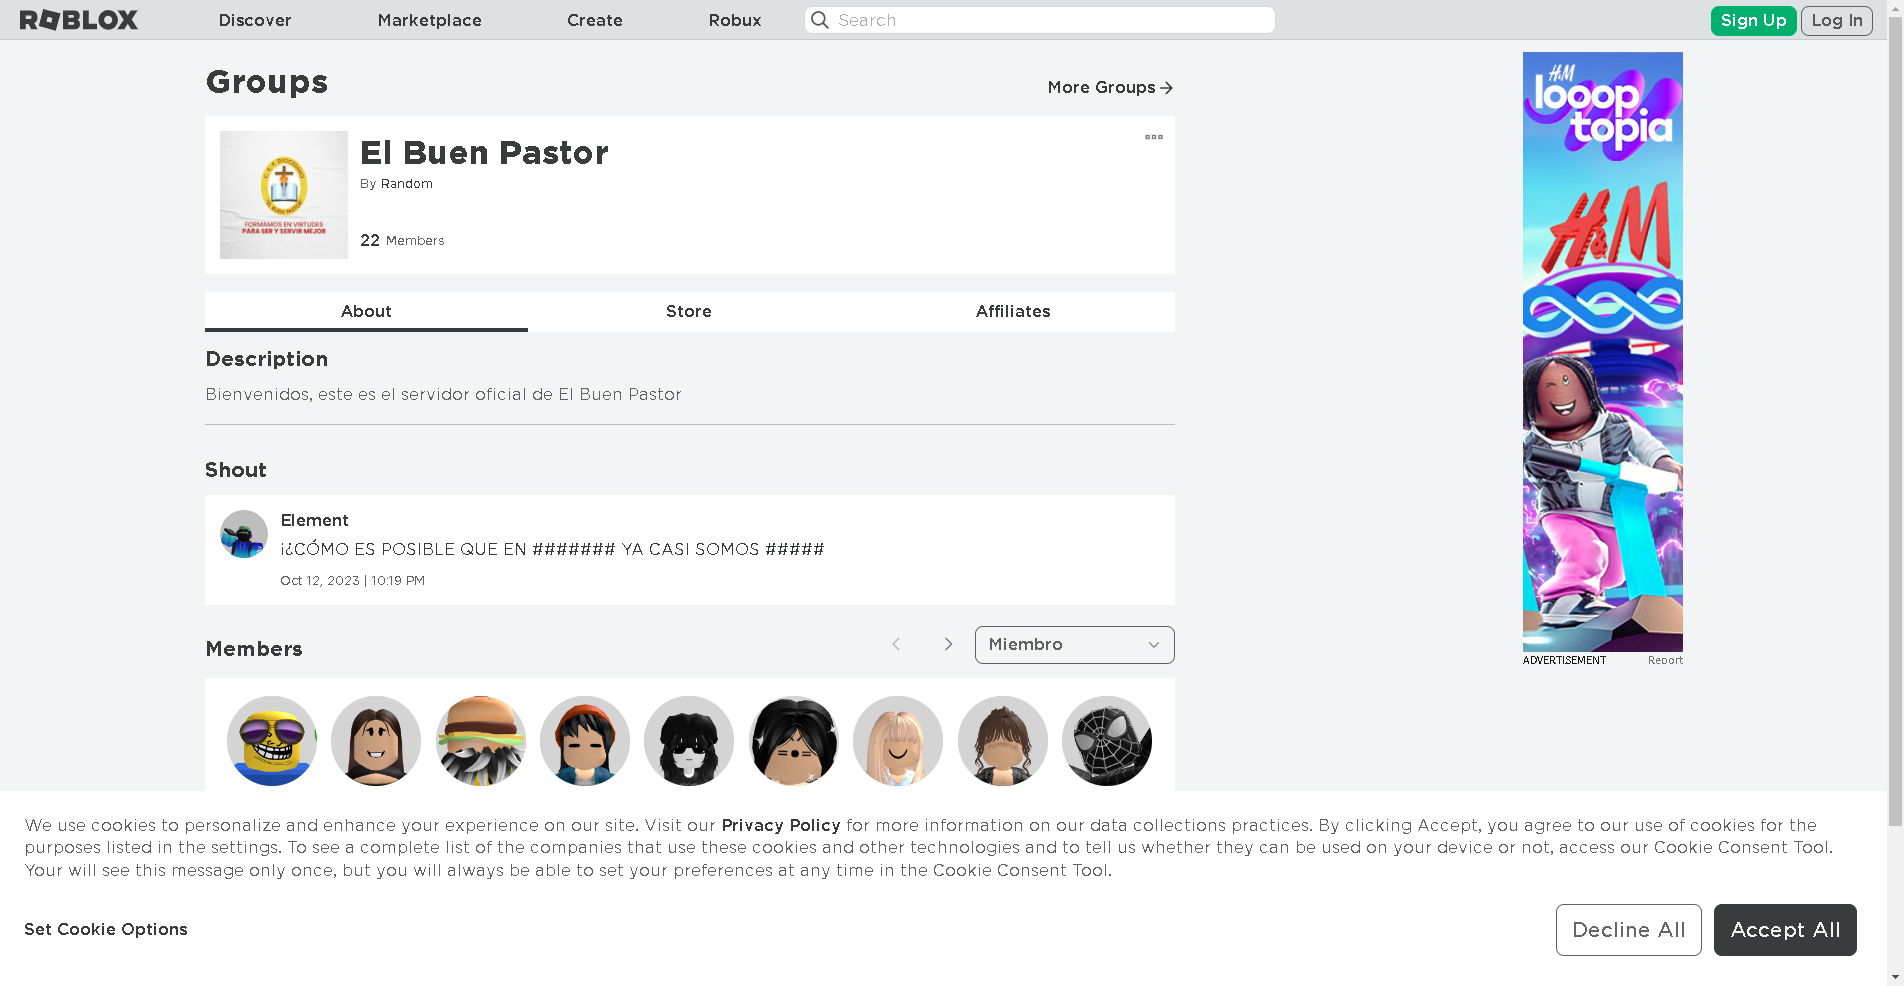 ROBLOX Discover Marketplace Create Robux Search Sign Up Log In
Groups
More Groups
El Buen Pastor
By Random
22 Members
C. E. P. DIOCESANO
"EL BUEN PASTOR"
FORMAMOS EN VIRTUDES
PARA SER Y SERVIR MEJOR
About Store Affiliates
Description
Bienvenidos, este es el servidor oficial de El Buen Pastor
Shout
Element
¡¿CÓMO ES POSIBLE QUE EN ####### YA CASI SOMOS #####
Oct 12, 2023 | 10:19 PM
Members
Miembro
H&M
looop
topia
H&M
ADVERTISEMENT Report
We use cookies to personalize and enhance your experience on our site. Visit our Privacy Policy for more information on our data collections practices. By clicking Accept, you agree to our use of cookies for the
purposes listed in the settings. To see a complete list of the companies that use these cookies and other technologies and to tell us whether they can be used on your device or not, access our Cookie Consent Tool.
Your will see this message only once, but you will always be able to set your preferences at any time in the Cookie Consent Tool.
Set Cookie Options
Decline All Accept All